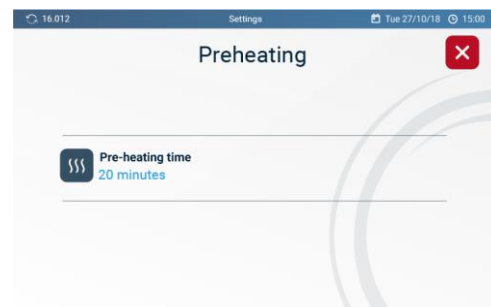 16.012 Settings Tue 27/10/18 15:00
Preheating
Pre-heating time
20 minutes